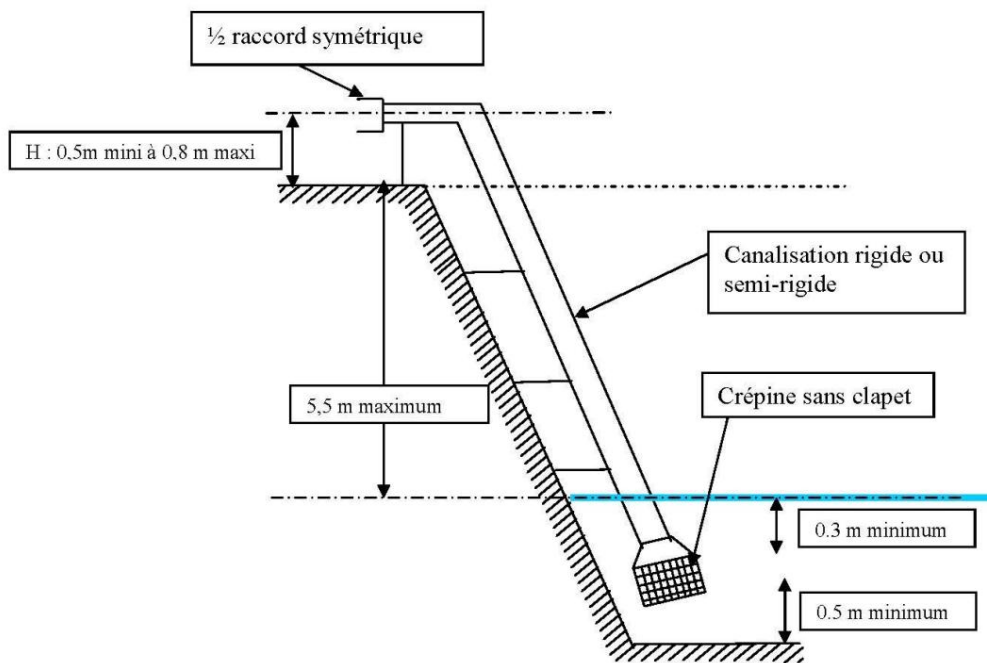 ½ raccord symétrique
H : 0,5m mini à 0,8 m maxi
Canalisation rigide ou
semi-rigide
5,5 m maximum
Crépine sans clapet
0.3 m minimum
0.5 m minimum